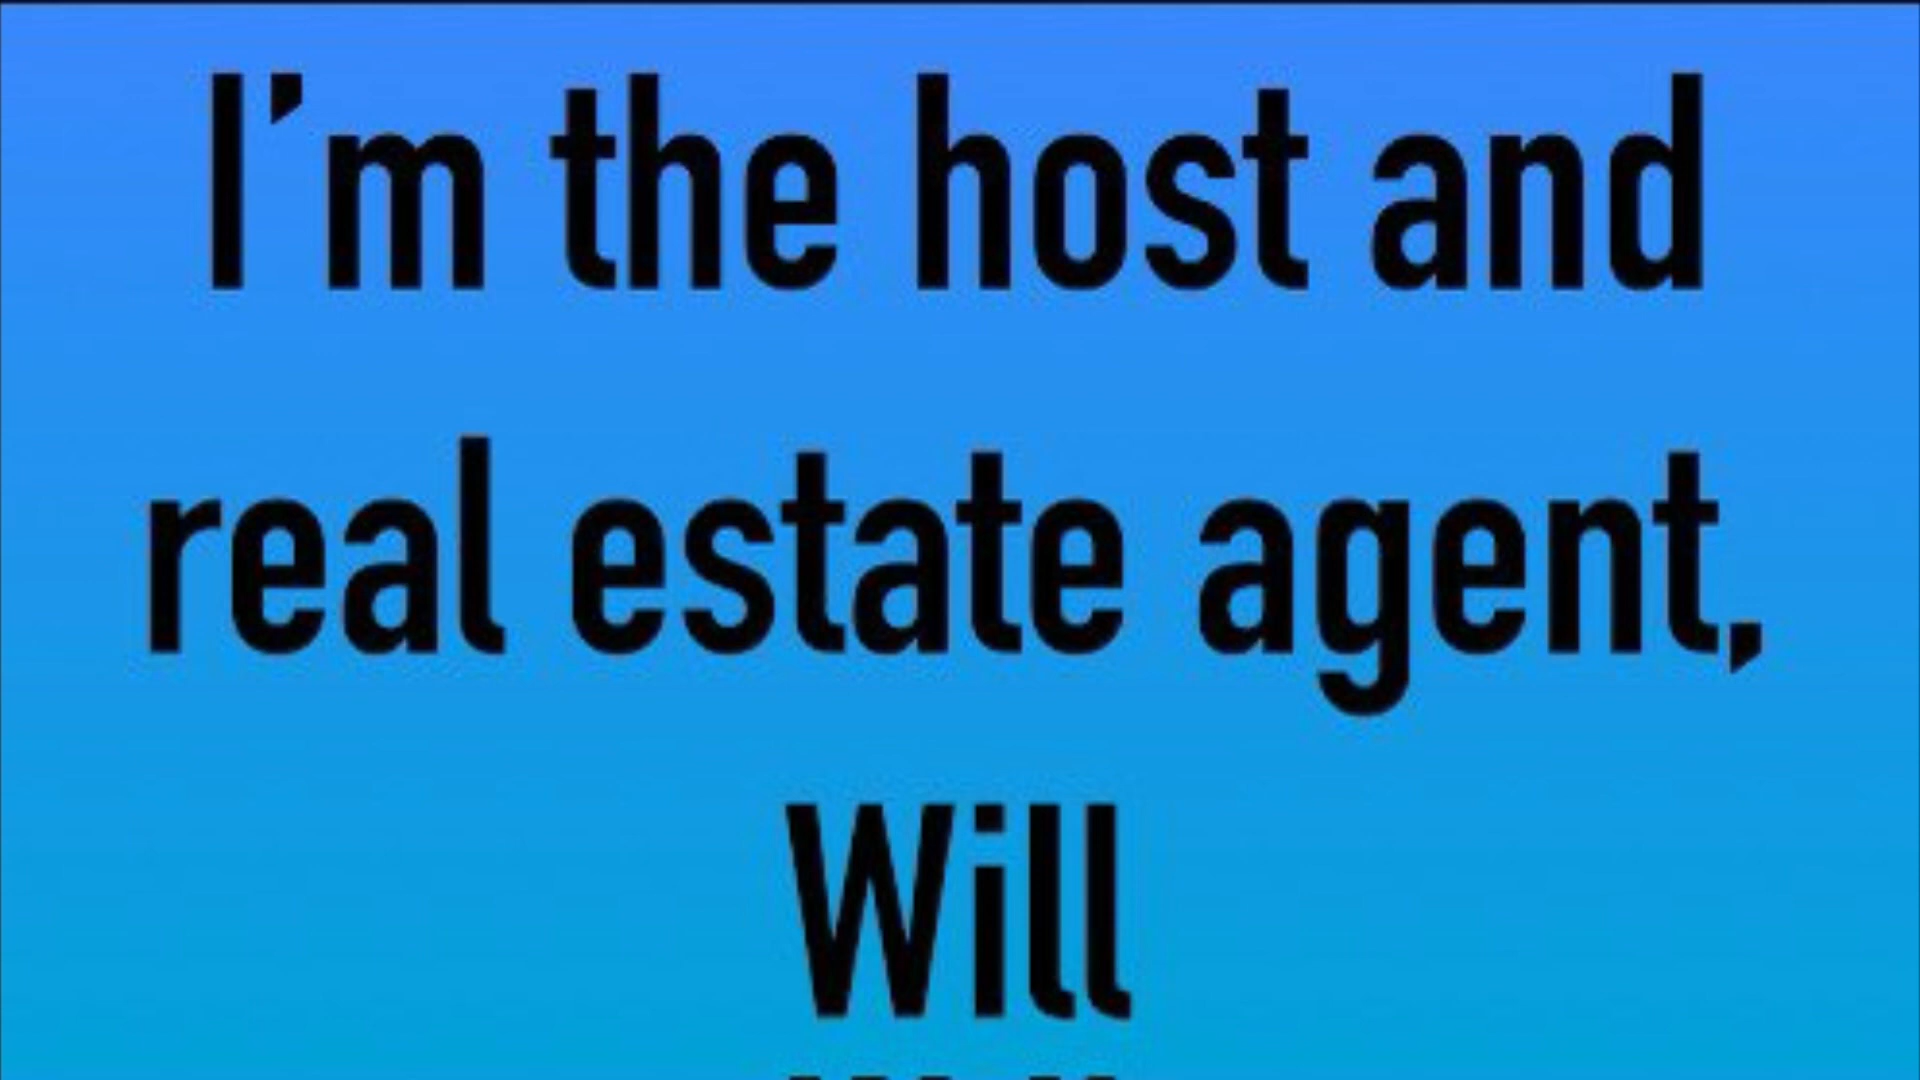 I'm the host and
real estate agent,
Will